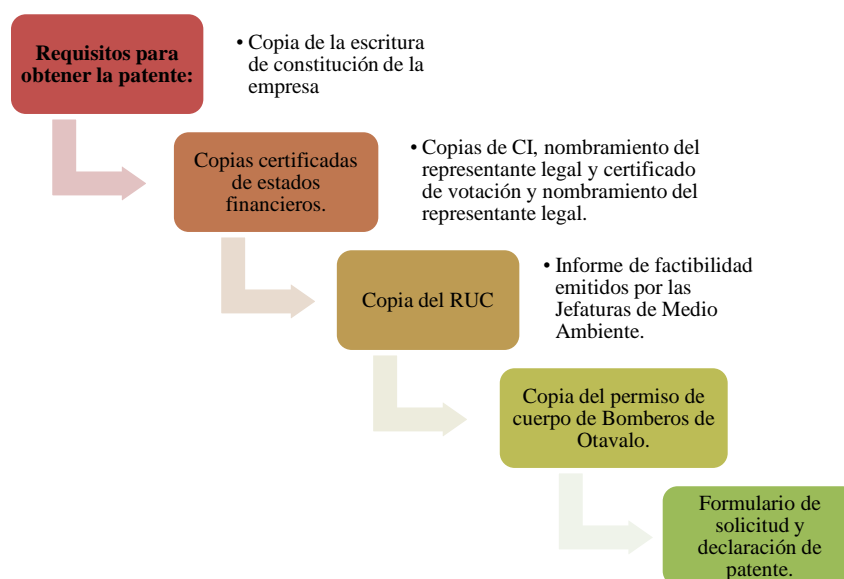 Requisitos para
obtener la patente:
• Copia de la escritura
de constitución de la
empresa
Copias certificadas
de estados
financieros.
• Copias de CI, nombramiento del
representante legal y certificado
de votación y nombramiento del
representante legal.
Copia del RUC
• Informe de factibilidad
emitidos por las
Jefaturas de Medio
Ambiente.
Copia del permiso de
cuerpo de Bomberos de
Otavalo.
Formulario de
solicitud y
declaración de
patente.